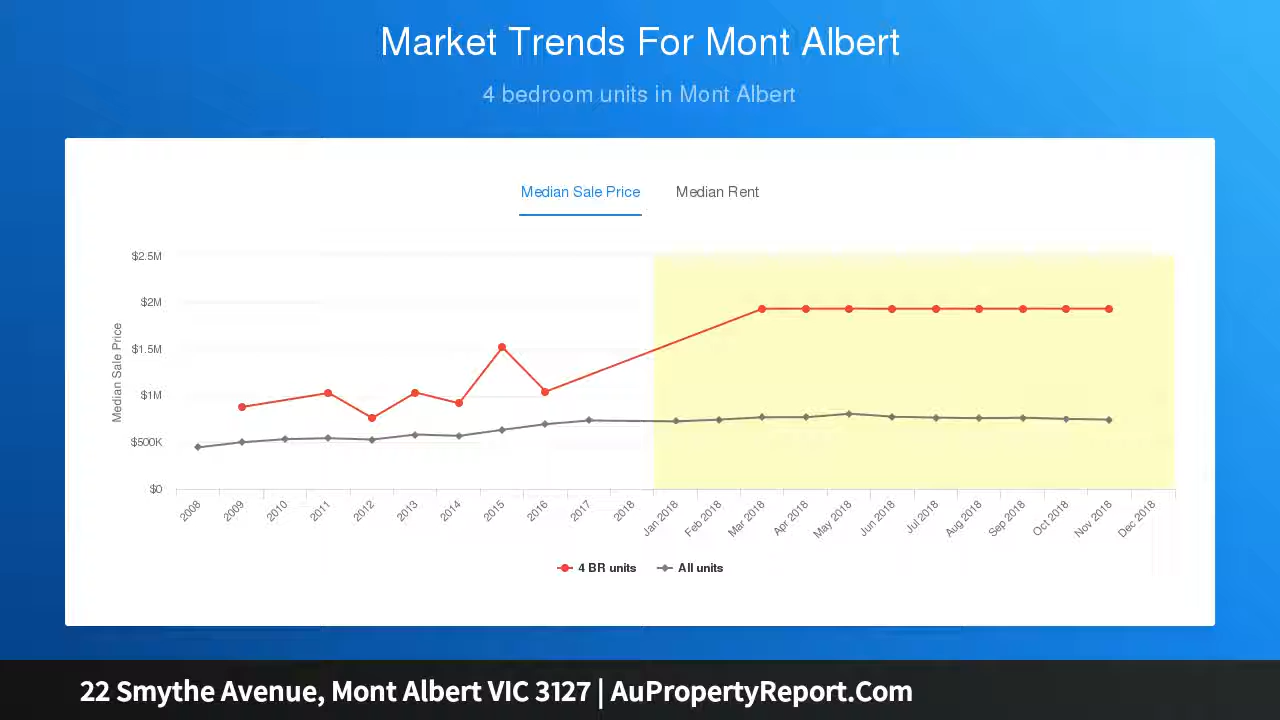 Market Trends For Mont Albert
4 bedroom units in Mont Albert
Median Sale Price Median Rent
Median Sale Price
$2.5M
$2M
$1.5M
$1M
$500K
$0
2008 2009 2010 2011 2012 2013 2014 2015 2016 2017 2018 Jan 2018 Feb 2018 Mar 2018 Apr 2018 May 2018 Jun 2018 Jul 2018 Aug 2018 Sep 2018 Oct 2018 Nov 2018 Dec 2018
4 BR units All units
22 Smythe Avenue, Mont Albert VIC 3127 | AuPropertyReport.Com